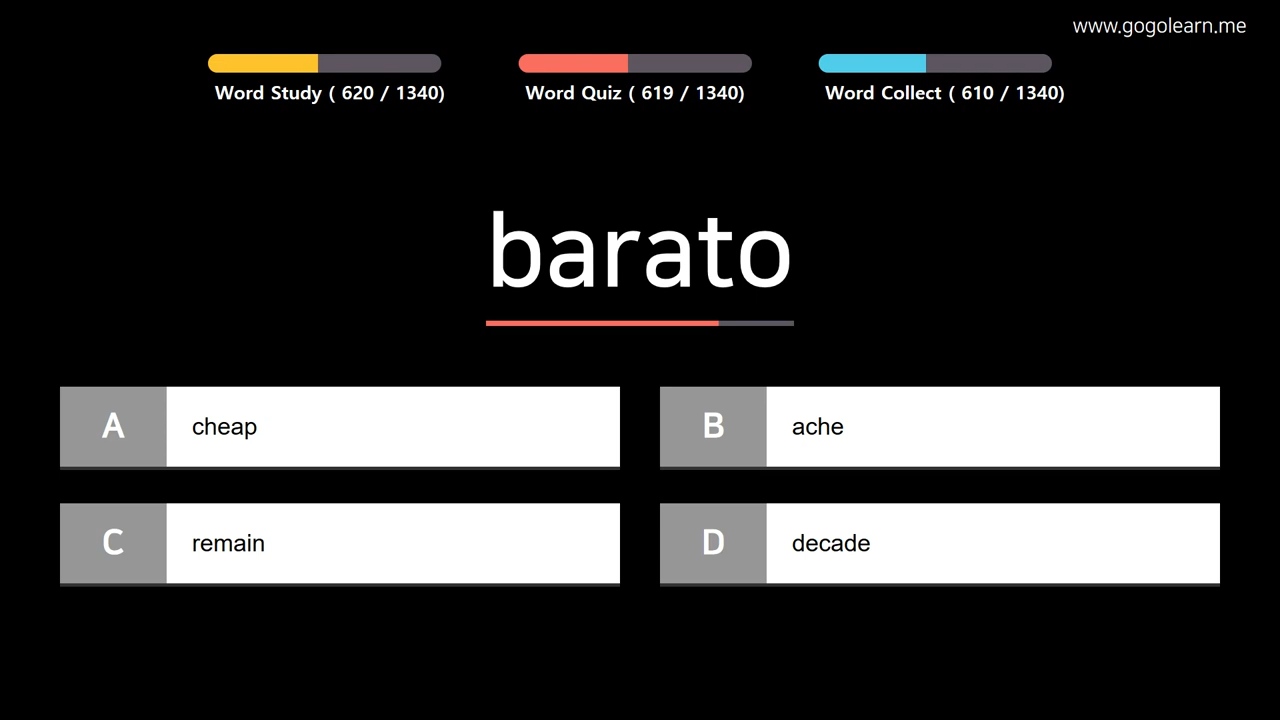 www.gogolearn.me
Word Study ( 620 / 1340)
Word Quiz ( 619 / 1340)
Word Collect ( 610 / 1340)
barato
A cheap
B ache
C remain
D decade